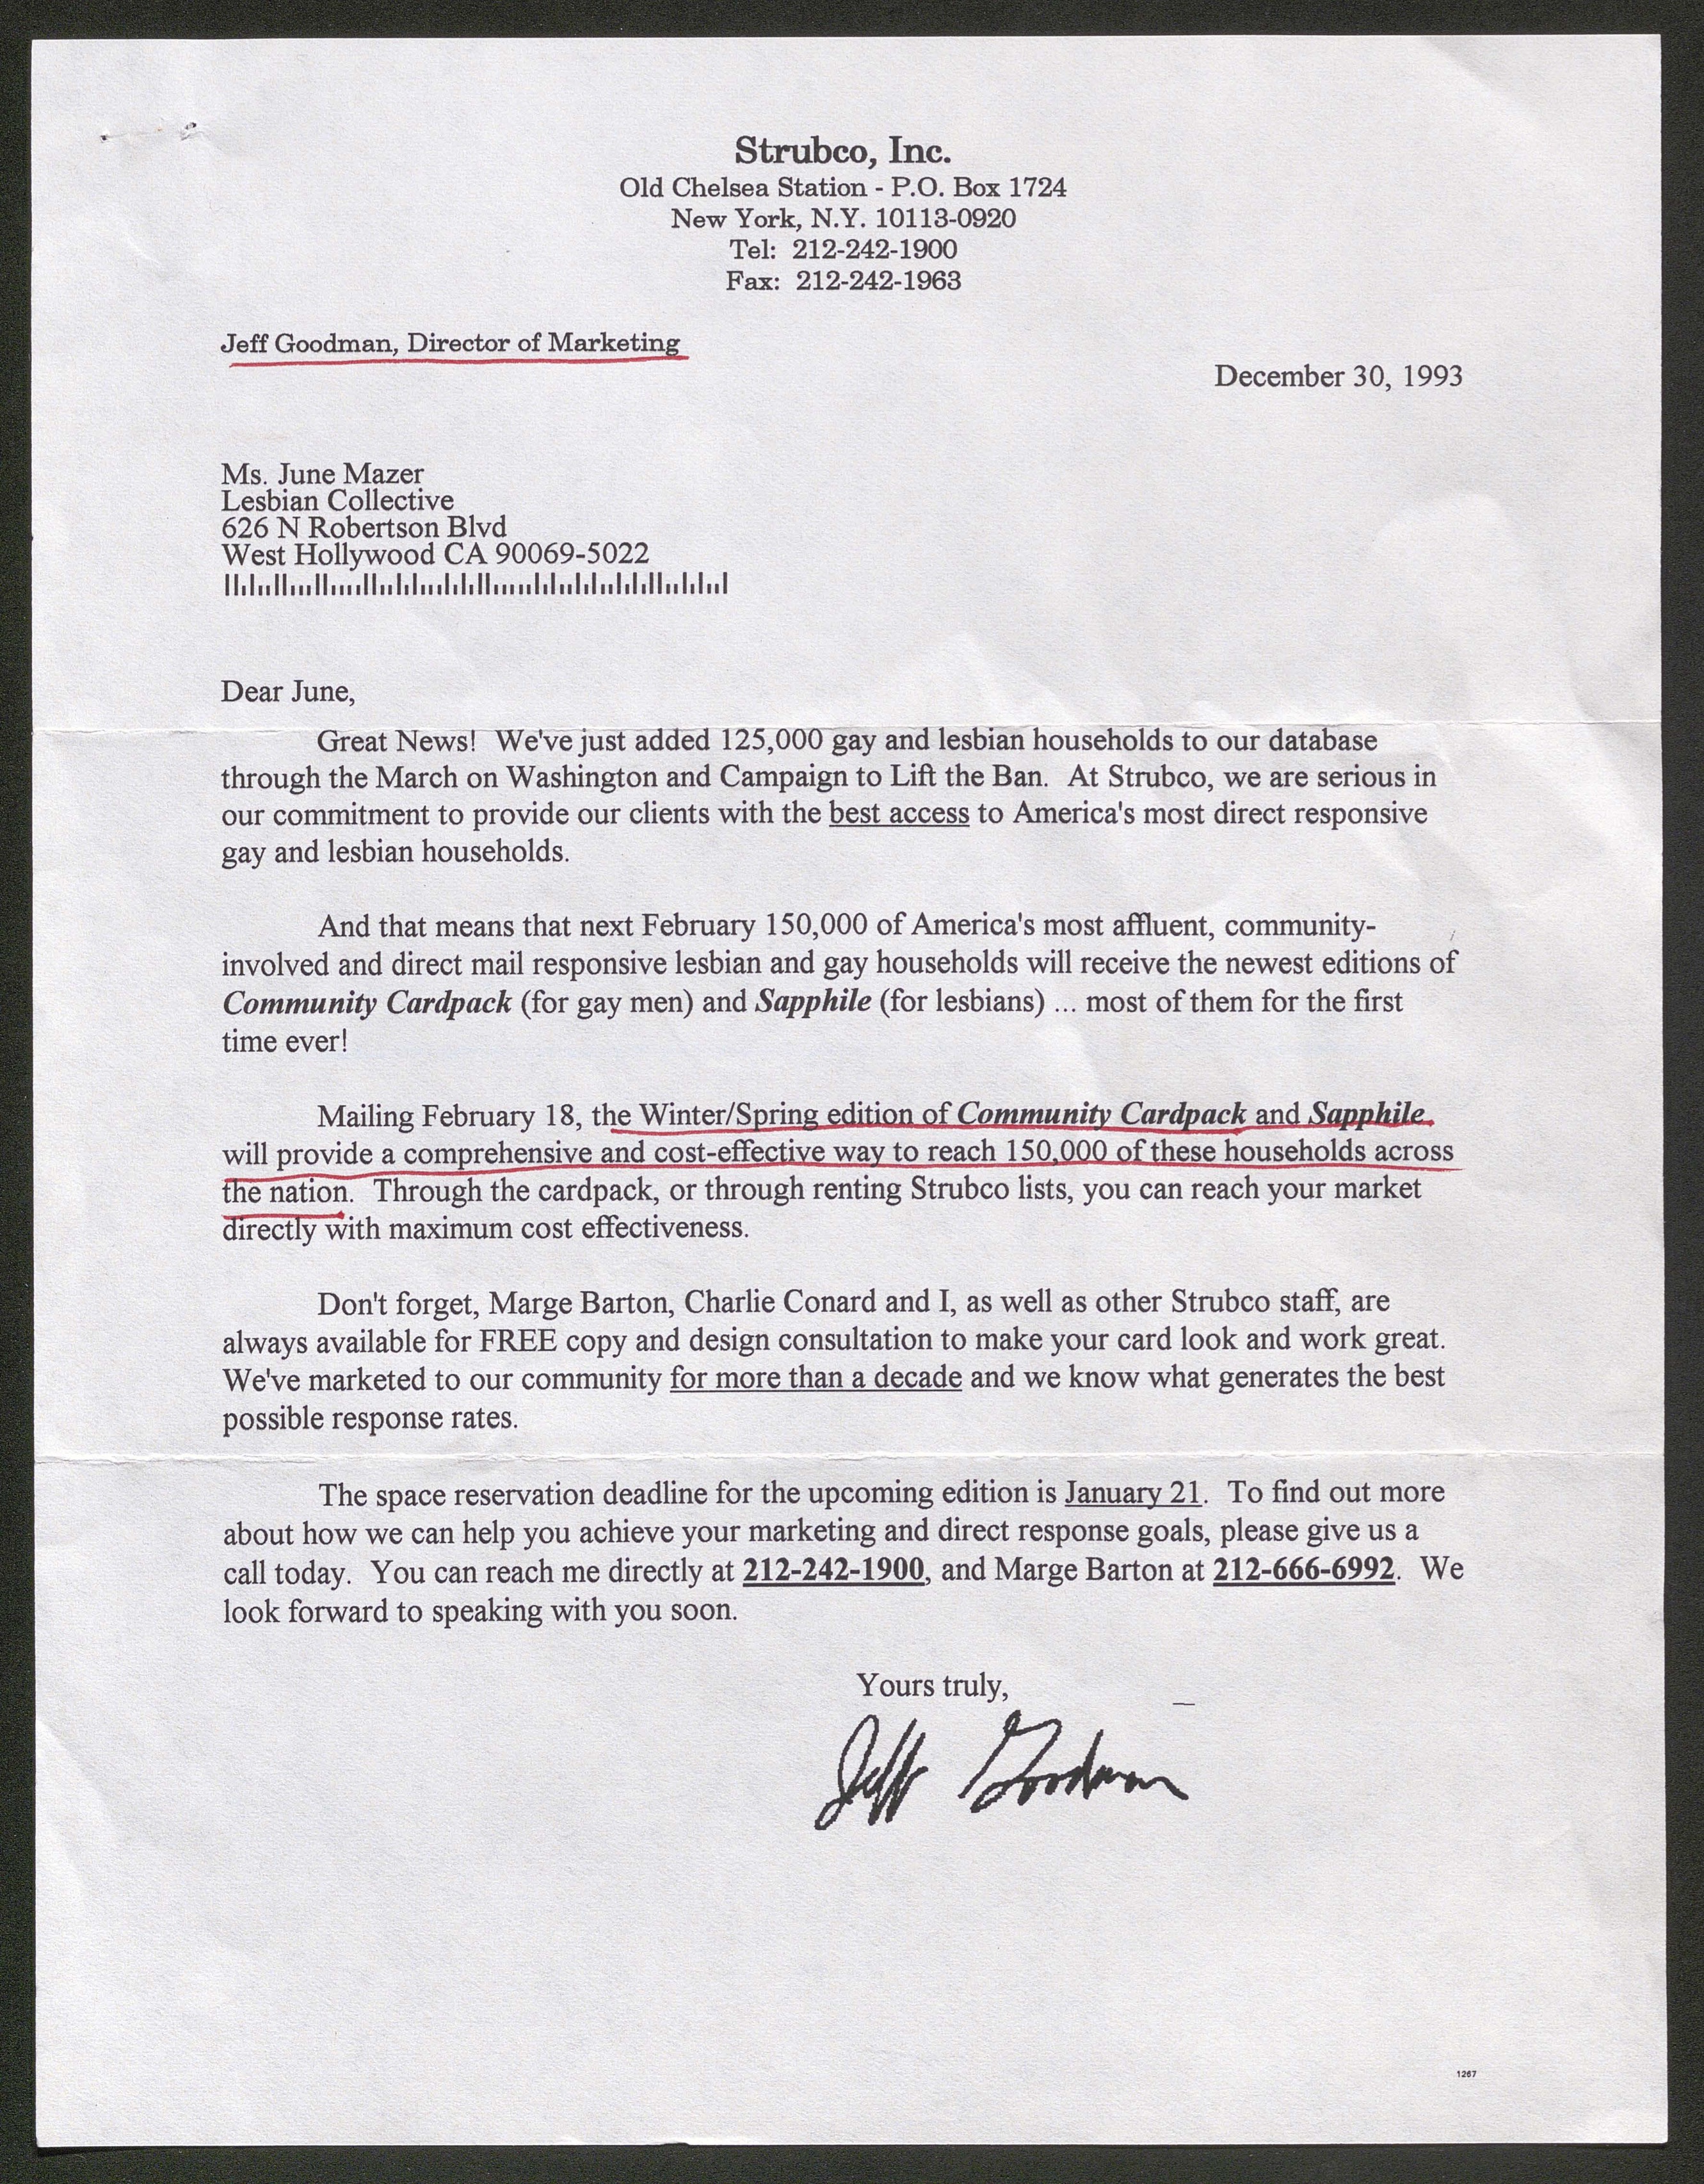 Strubco, Inc.
Old Chelsea Station - P.O. Box 1724
New York, N.Y. 10113-0920
Tel: 212-242-1900
Fax: 212-242-1963
Jeff Goodman, Director of Marketing
December 30, 1993
Ms. June Mazer
Lesbian Collective
626 N Robertson Blvd
West Hollywood CA 90069-5022
Dear June,
Great News! We've just added 125,000 gay and lesbian households to our database
through the March on Washington and Campaign to Lift the Ban. At Strubco, we are serious in
our commitment to provide our clients with the best access to America's most direct responsive
gay and lesbian households.
And that means that next February 150,000 of America's most affluent, community-
involved and direct mail responsive lesbian and gay households will receive the newest editions of
Community Cardpack (for gay men) and Sapphile (for lesbians) ... most of them for the first
time ever!
Mailing February 18, the Winter/Spring edition of Community Cardpack and Sapphile
will provide a comprehensive and cost-effective way to reach 150,000 of these households across
the nation. Through the cardpack, or through renting Strubco lists, you can reach your market
directly with maximum cost effectiveness.
Don't forget, Marge Barton, Charlie Conard and I, as well as other Strubco staff, are
always available for FREE copy and design consultation to make your card look and work great.
We've marketed to our community for more than a decade and we know what generates the best
possible response rates.
The space reservation deadline for the upcoming edition is January 21. To find out more
about how we can help you achieve your marketing and direct response goals, please give us a
call today. You can reach me directly at 212-242-1900, and Marge Barton at 212-666-6992. We
look forward to speaking with you soon.
Yours truly,
Jeff Goodman
1267